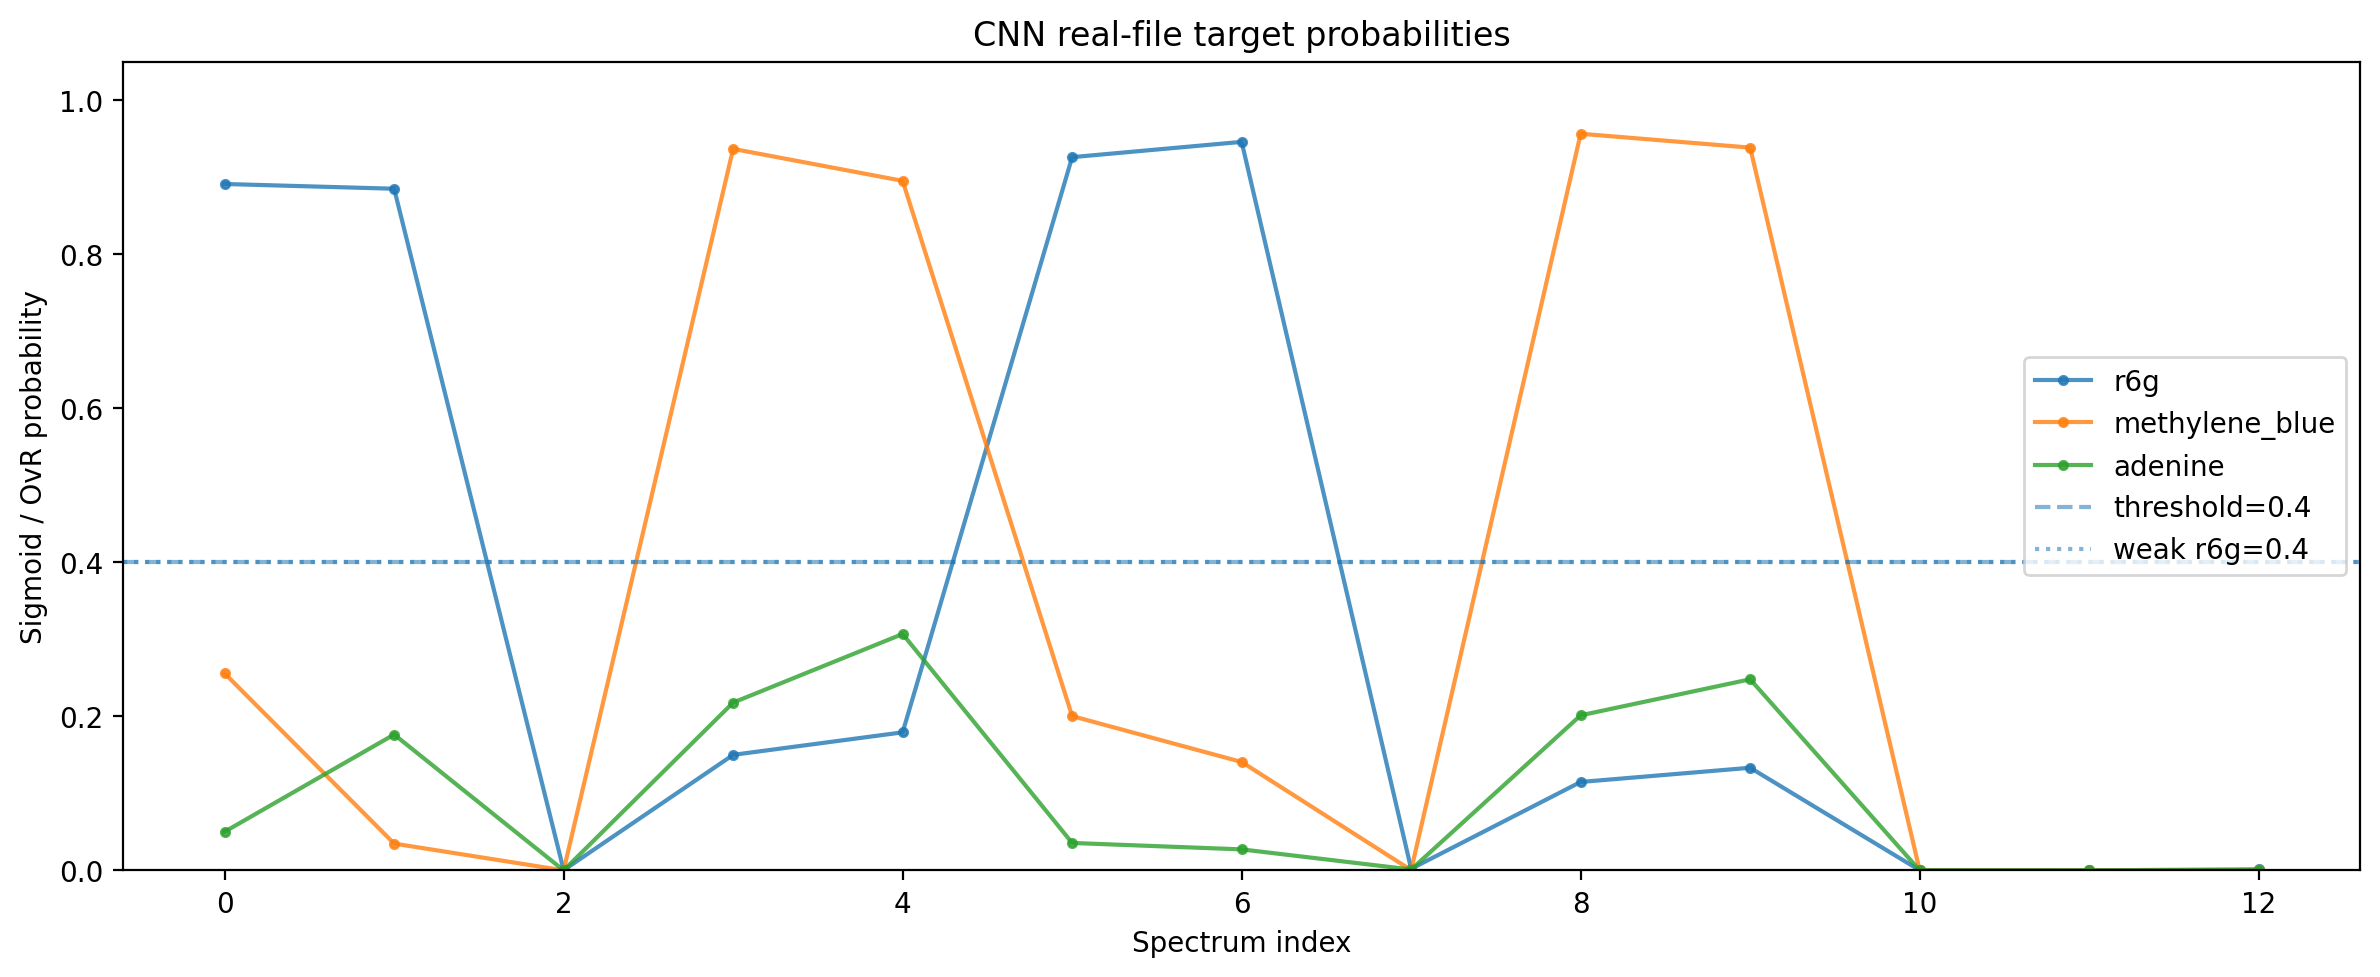 CNN real-file target probabilities
Sigmoid / OvR probability
1.0
0.8
0.6
0.4
0.2
0.0
r6g
methylene_blue
adenine
threshold=0.4
weak r6g=0.4
0 2 4 6 8 10 12
Spectrum index